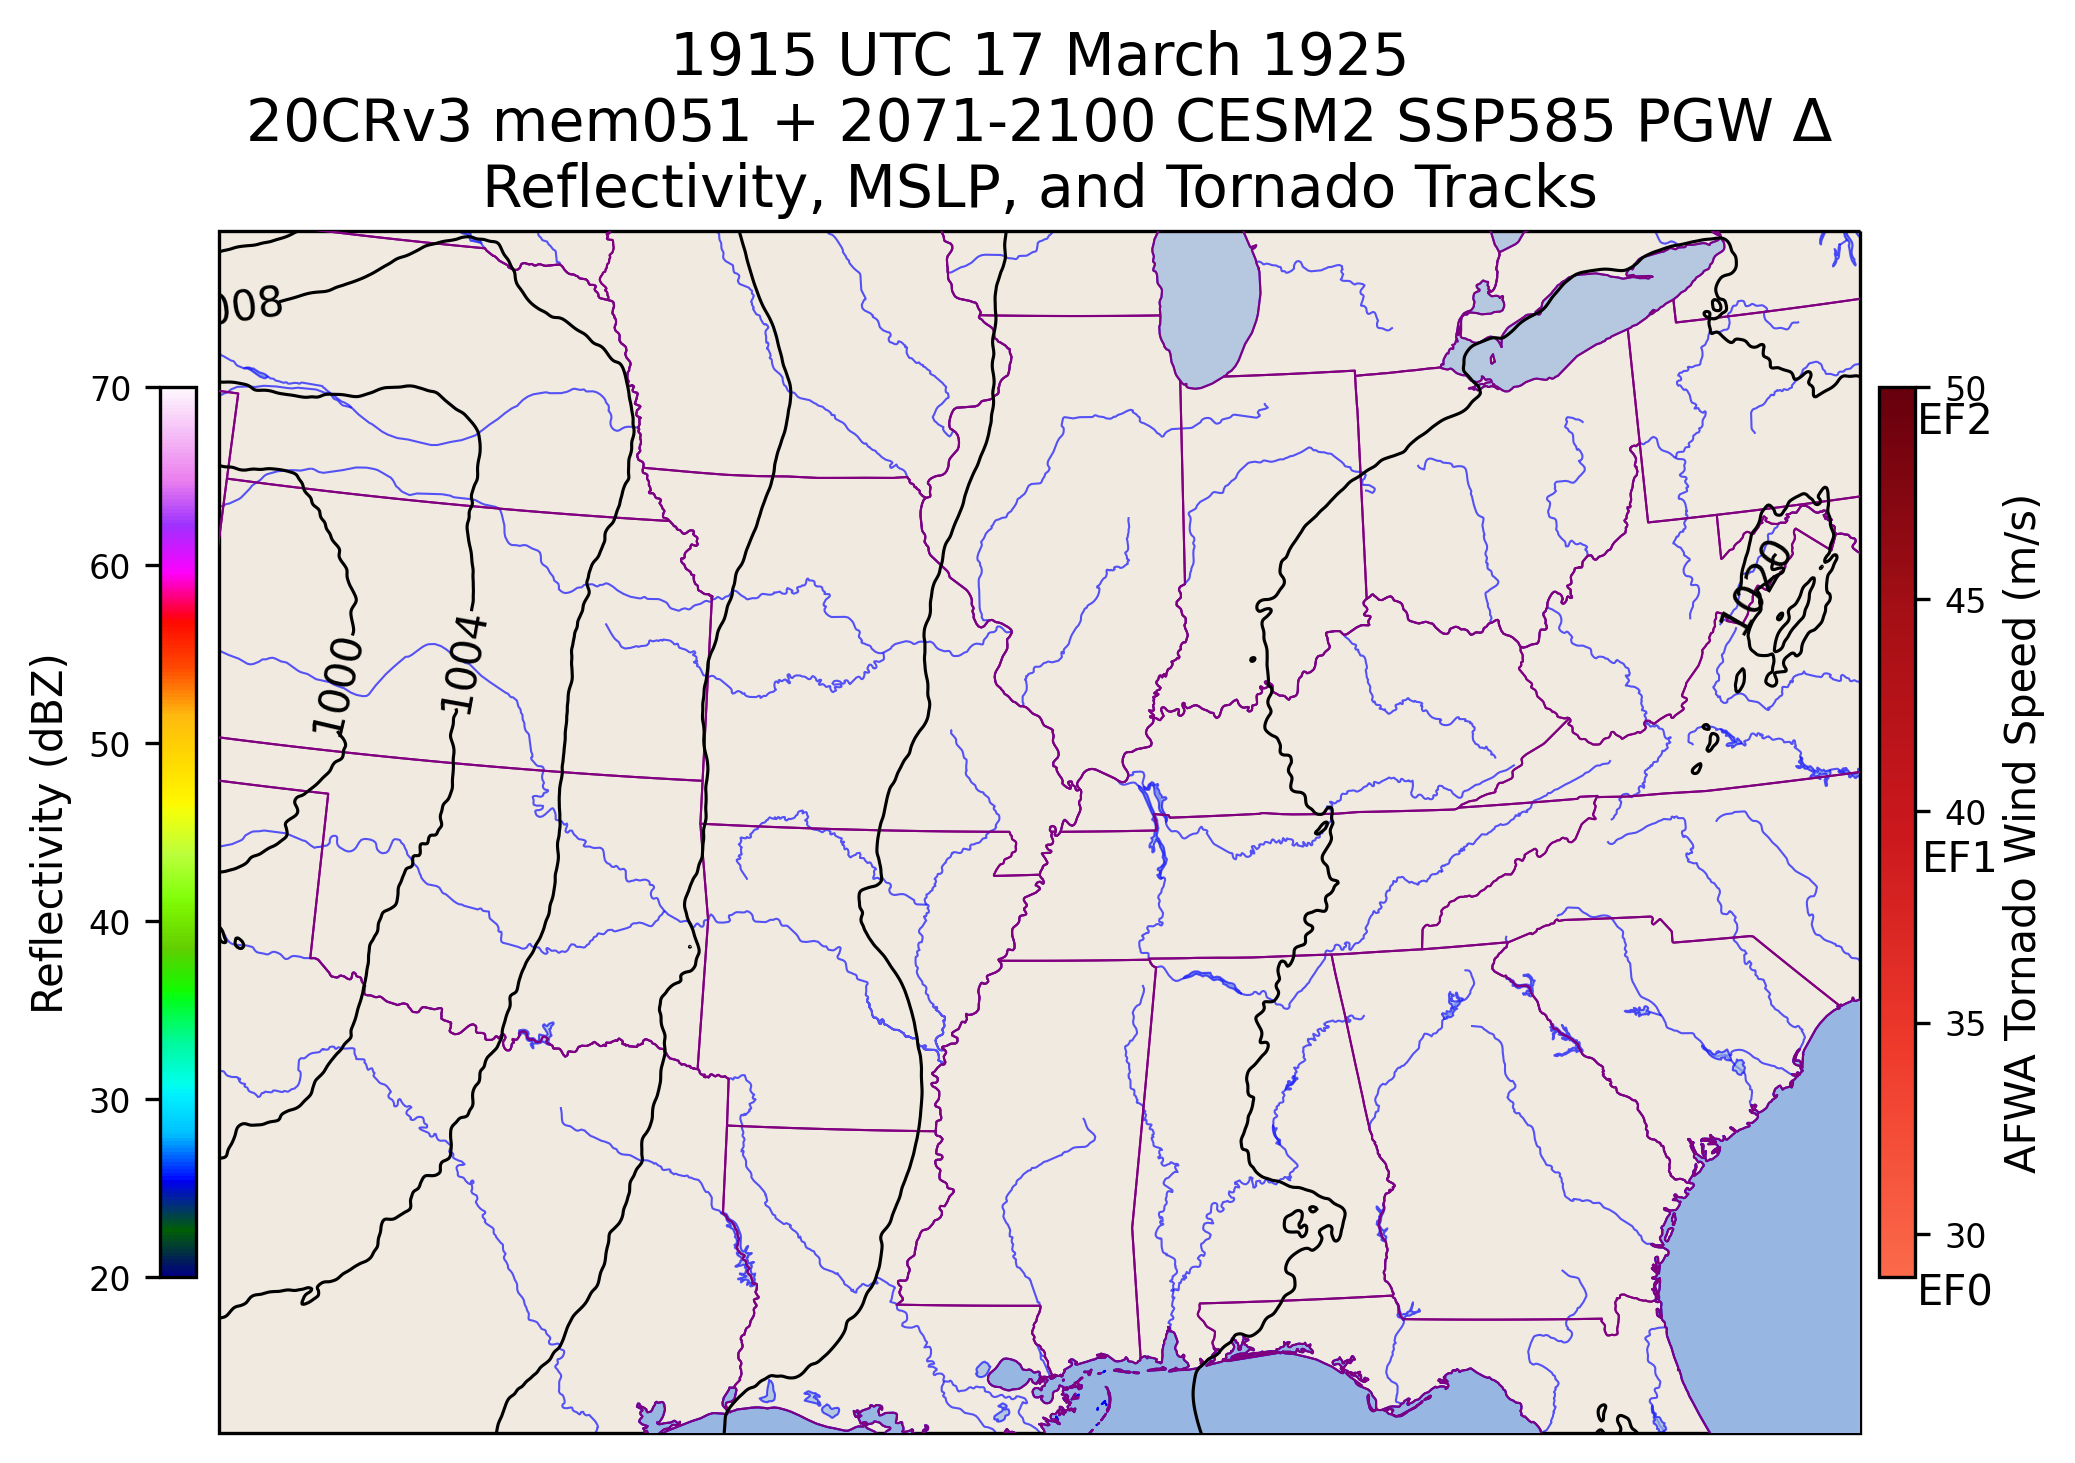 1915 UTC 17 March 1925
20CRv3 mem051 + 2071-2100 CESM2 SSP585 PGW Δ
Reflectivity, MSLP, and Tornado Tracks
008
1000
1004
1020
70
60
50
40
30
20
Reflectivity (dBZ)
50
EF2
45
40
EF1
35
30
EF0
AFWA Tornado Wind Speed (m/s)